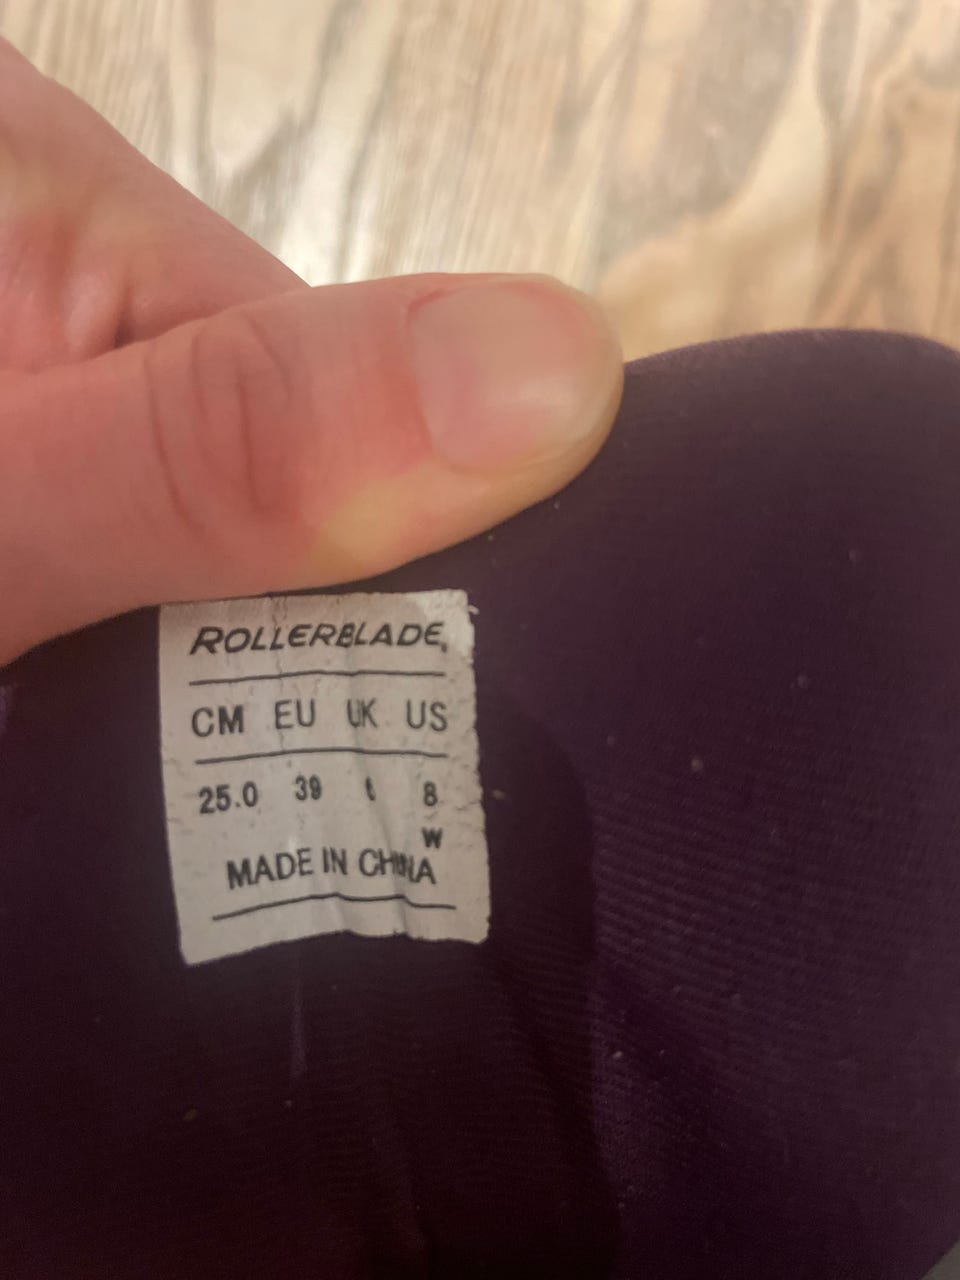 ROLLERBLADE
CM EU UK US
25.0 39 8
W
MADE IN CHINA